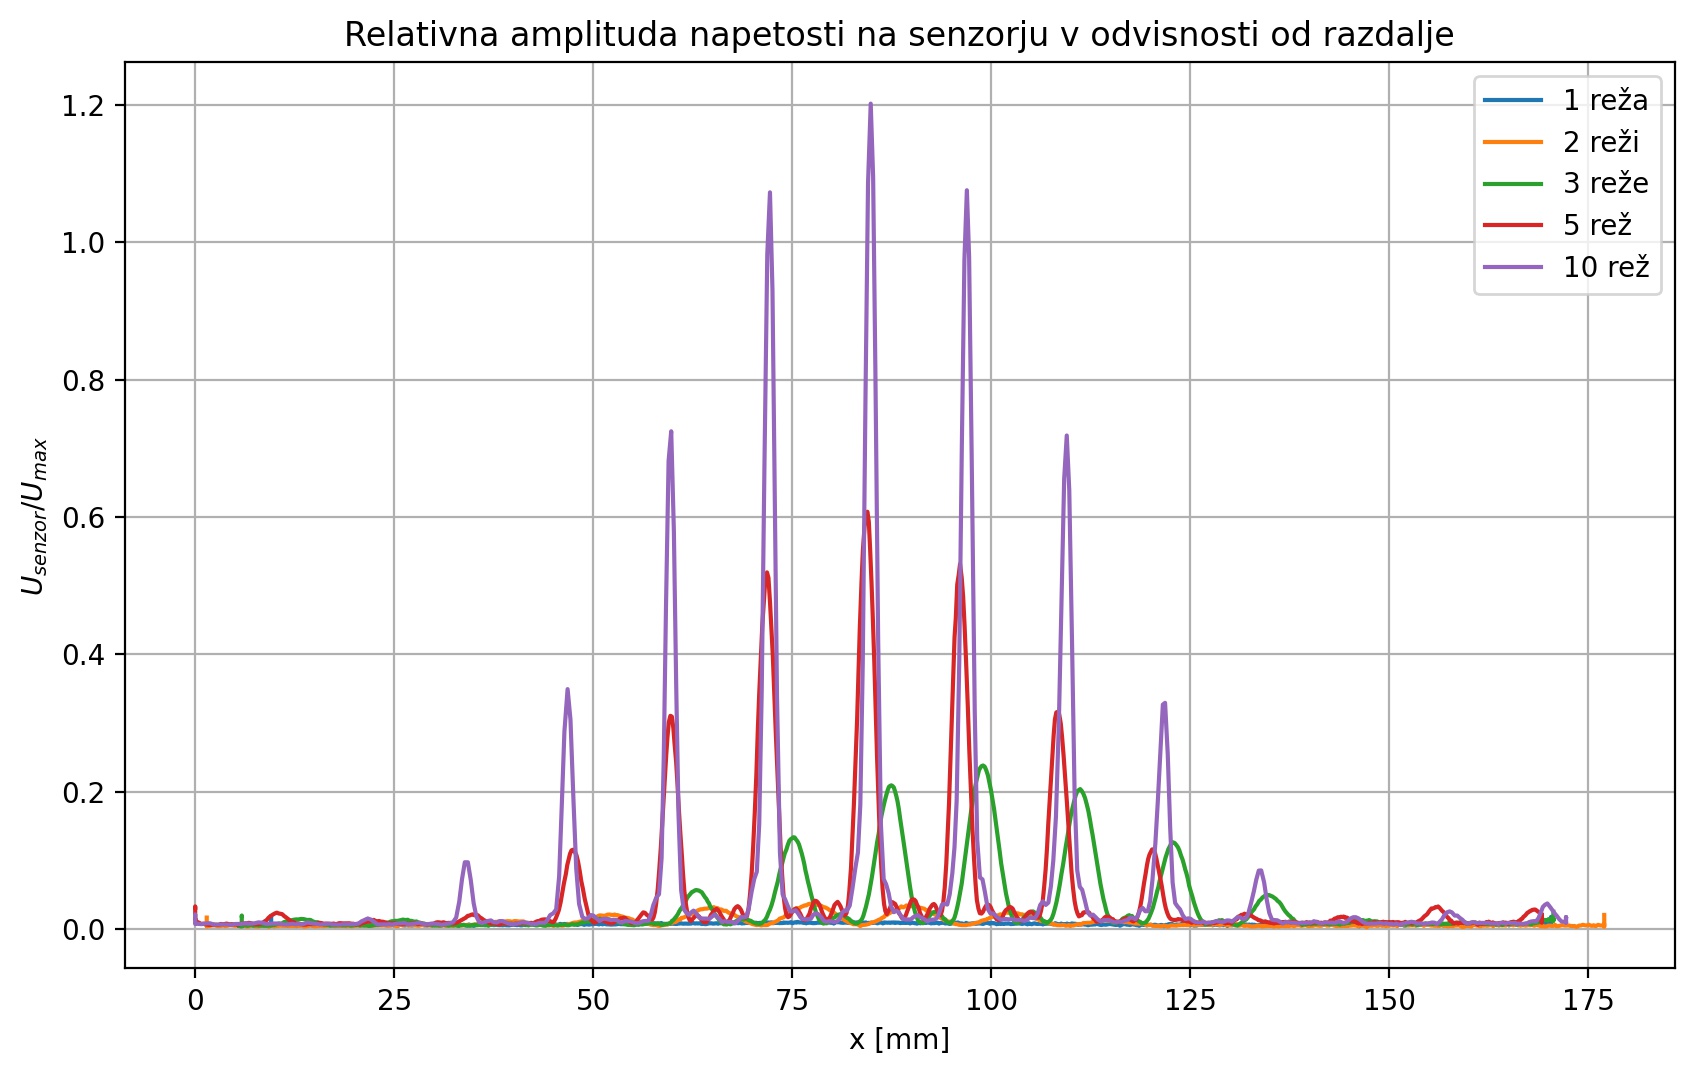 Relativna amplituda napetosti na senzorju v odvisnosti od razdalje
1.2
1.0
0.8
0.6
0.4
0.2
0.0
U_senzor/U_max
0
25
50
75
100
125
150
175
x [mm]
1 reža
2 reži
3 reže
5 rež
10 rež